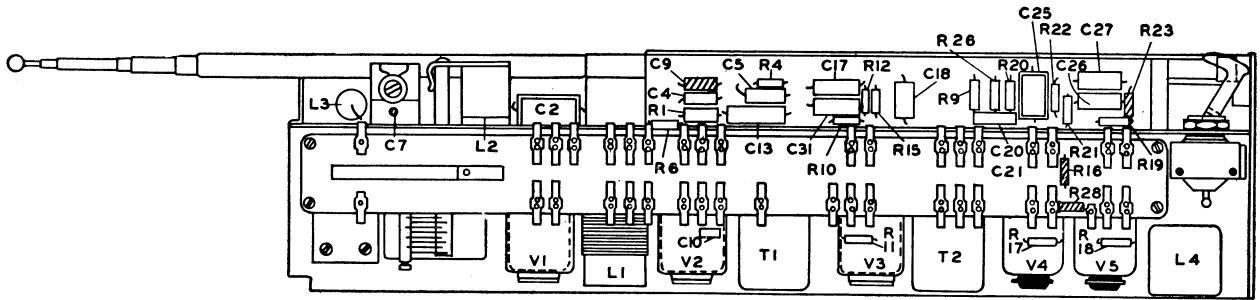 C25
R22
C27
R23
R26
R20
C26
C9
C5
R4
C17
R12
C18
R9
L3
C4
R1
C2
C7
L2
R6
C13
C31
R10
R15
C20
C21
R21
R16
R19
R28
C10
R
11
R
17
R
18
V1
L1
V2
T1
V3
T2
V4
V5
L4